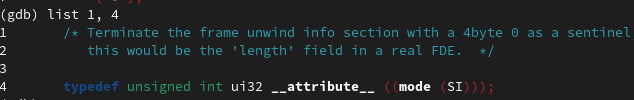 (gdb) list 1, 4
1 /* Terminate the frame unwind info section with a 4byte 0 as a sentinel
2 this would be the 'length' field in a real FDE. */
3
4 typedef unsigned int ui32 __attribute__ ((mode (SI)));